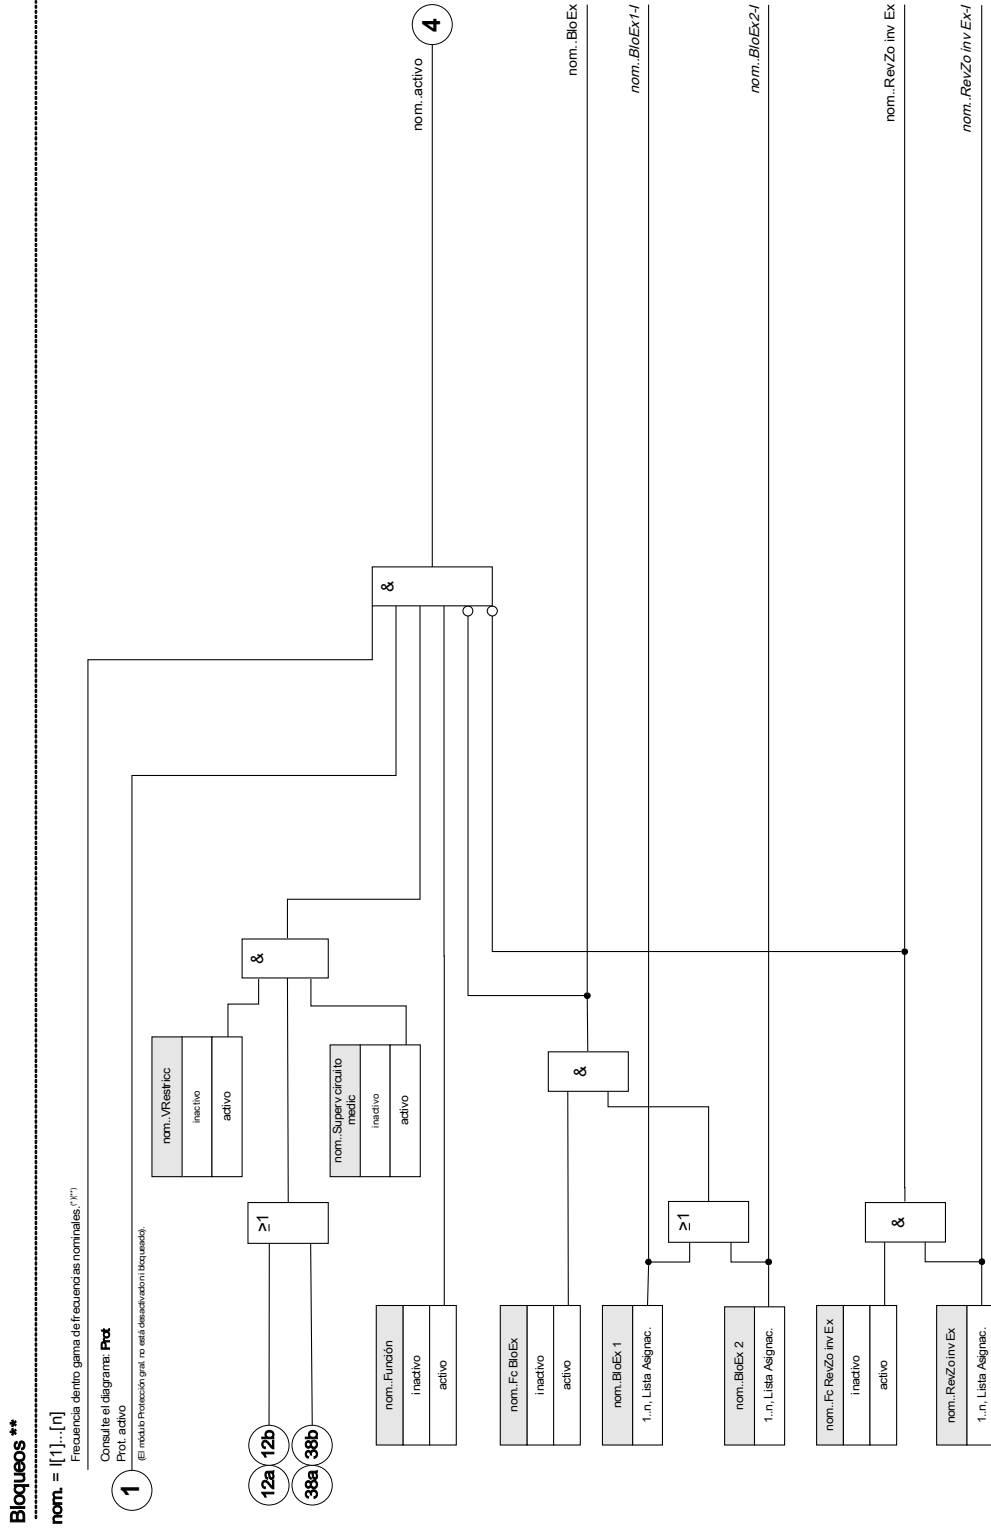 Bloqueos **
nom. = I[1]...[n]
Frecuencia dentro gama de frecuencias nominales.(*)(**)
Consulte el diagrama: Prot
Prot. activo
1
(El módulo Protección gral. no está desactivado ni bloqueado).
12a 12b
38a 38b
≥1
nom..VRestricc
inactivo
activo
nom..Superv circuito
medic
inactivo
activo
&
&
nom..activo
4
nom..Función
inactivo
activo
nom..Fc BloEx
inactivo
activo
&
nom..BloEx
nom..BloEx 1
1..n, Lista Asignac.
nom..BloEx1-I
≥1
nom..BloEx 2
1..n, Lista Asignac.
nom..BloEx2-I
nom..Fc RevZo inv Ex
inactivo
activo
&
nom..RevZo inv Ex
nom..RevZo inv Ex
1..n, Lista Asignac.
nom..RevZo inv Ex-I